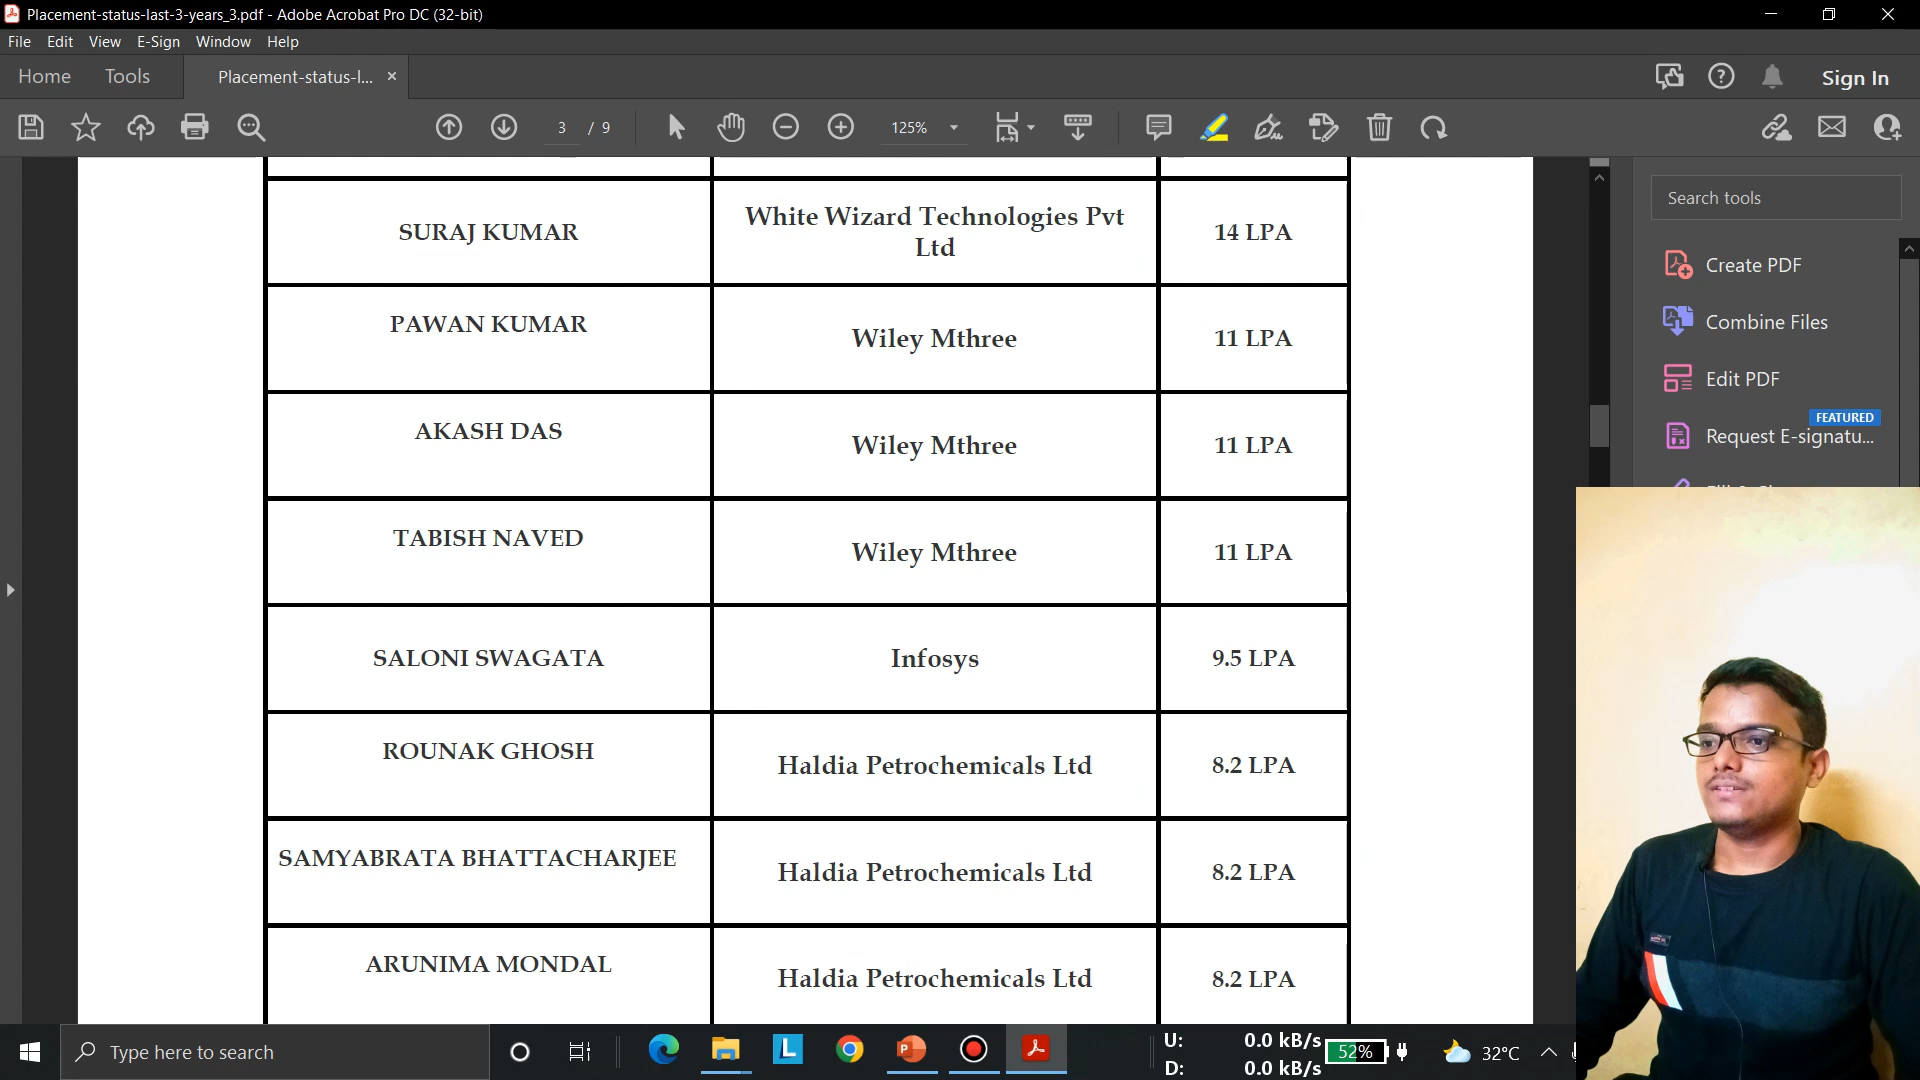 Placement-status-last-3-years_3.pdf - Adobe Acrobat Pro DC (32-bit)
File Edit View E-Sign Window Help
Home Tools Placement-status-l... ×
Sign In
3 / 9
125%
Search tools
Create PDF
Combine Files
Edit PDF
FEATURED
Request E-signatu...
SURAJ KUMAR
White Wizard Technologies Pvt
Ltd
14 LPA
PAWAN KUMAR
Wiley Mthree
11 LPA
AKASH DAS
Wiley Mthree
11 LPA
TABISH NAVED
Wiley Mthree
11 LPA
SALONI SWAGATA
Infosys
9.5 LPA
ROUNAK GHOSH
Haldia Petrochemicals Ltd
8.2 LPA
SAMYABRATA BHATTACHARJEE
Haldia Petrochemicals Ltd
8.2 LPA
ARUNIMA MONDAL
Haldia Petrochemicals Ltd
8.2 LPA
Type here to search
U: 0.0 kB/s
D: 0.0 kB/s
52%
32°C